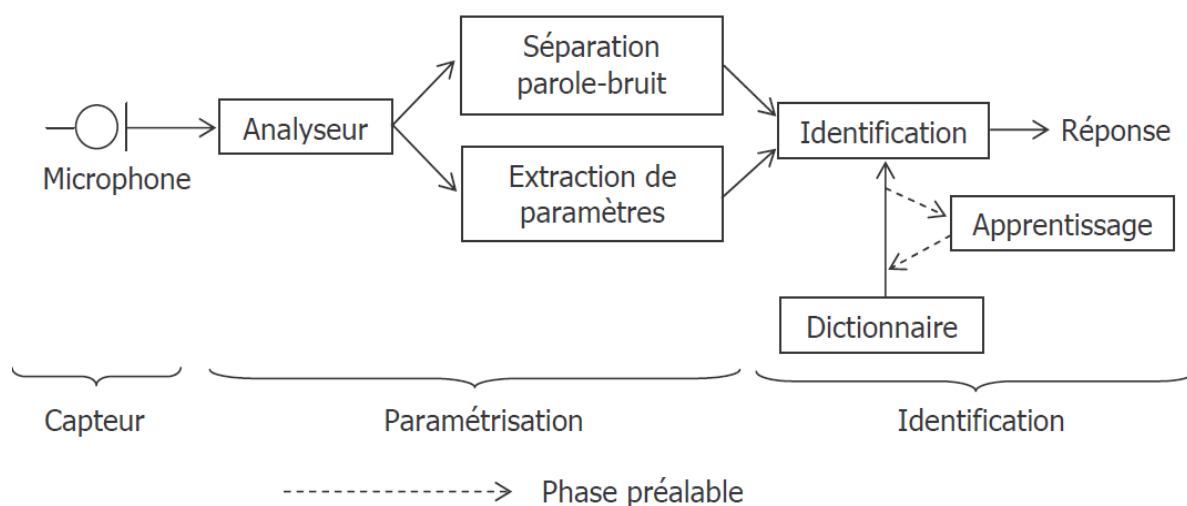 Séparation
parole-bruit
Microphone
Analyseur
Extraction de
paramètres
Identification
Réponse
Apprentissage
Dictionnaire
Capteur
Paramétrisation
Identification
Phase préalable